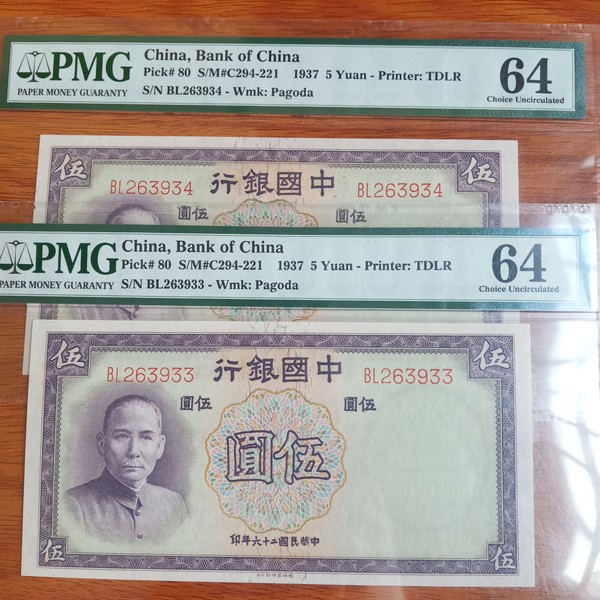 PMG
PAPER MONEY GUARANTY
China, Bank of China
Pick# 80 S/M#C294-221 1937 5 Yuan - Printer: TDLR
S/N BL263934 - Wmk: Pagoda
64
Choice Uncirculated
伍
伍
BL263934
行銀國中
BL263934
圓伍
圓伍
PMG
PAPER MONEY GUARANTY
China, Bank of China
Pick# 80 S/M#C294-221 1937 5 Yuan - Printer: TDLR
S/N BL263933 - Wmk: Pagoda
64
Choice Uncirculated
伍
伍
BL263933
行銀國中
BL263933
圓伍
圓伍
圓伍
印年六十二國民華中
伍
伍